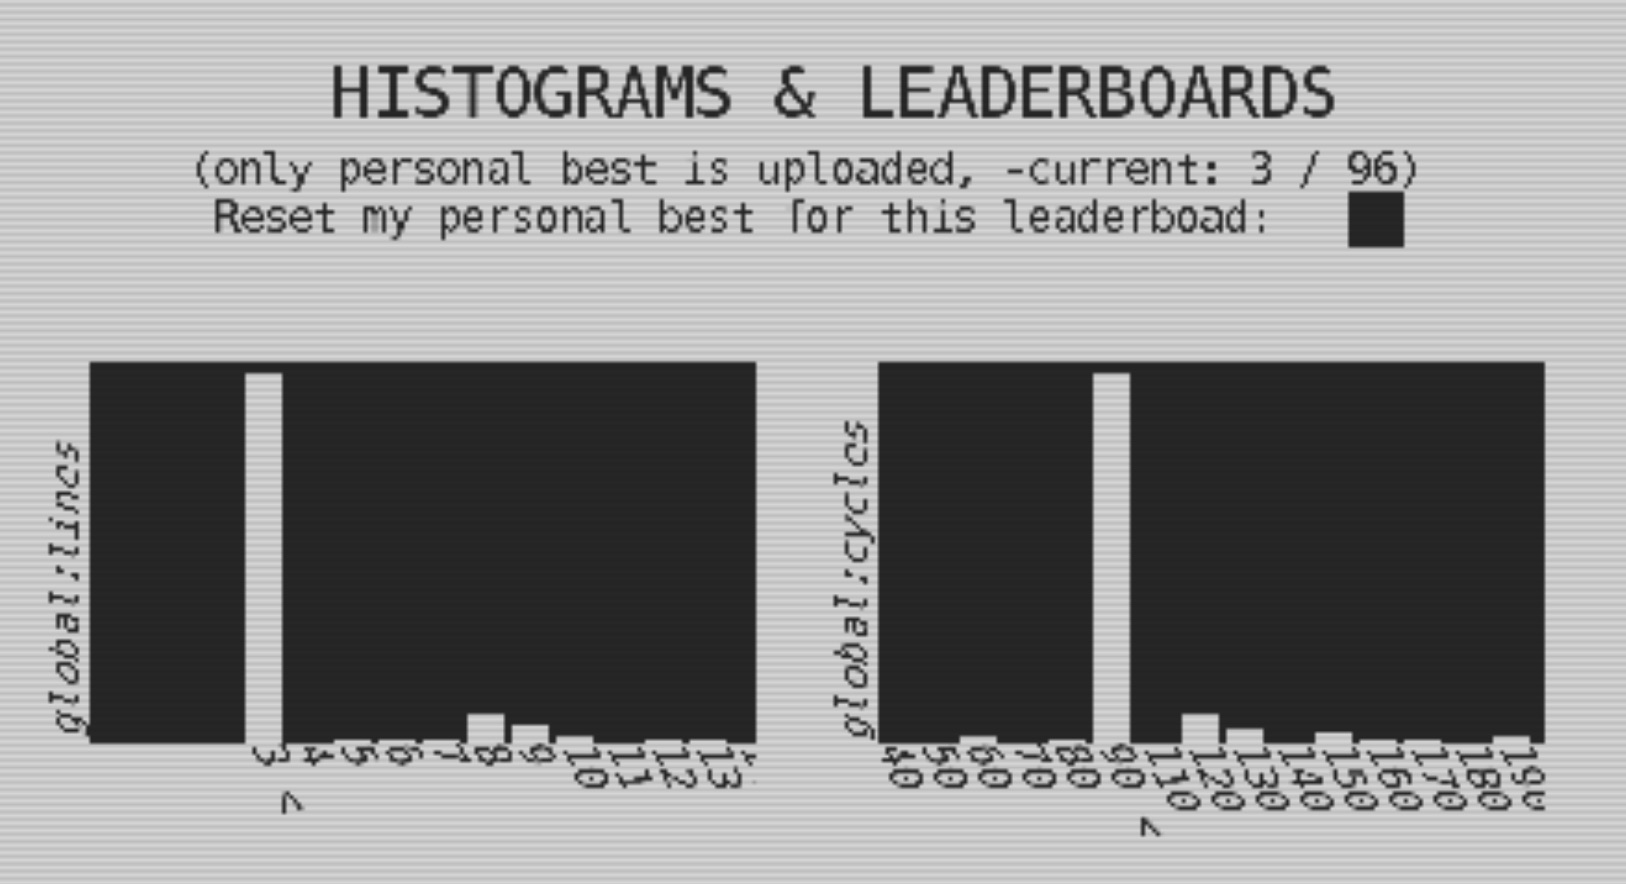 HISTOGRAMS & LEADERBOARDS
(only personal best is uploaded, -current: 3 / 96)
Reset my personal best for this leaderboad:
global:lines
3 4 5 6 7 8 9 10 11 12 13
global:cycles
40 50 60 70 80 90 110 120 130 140 150 160 170 180 190